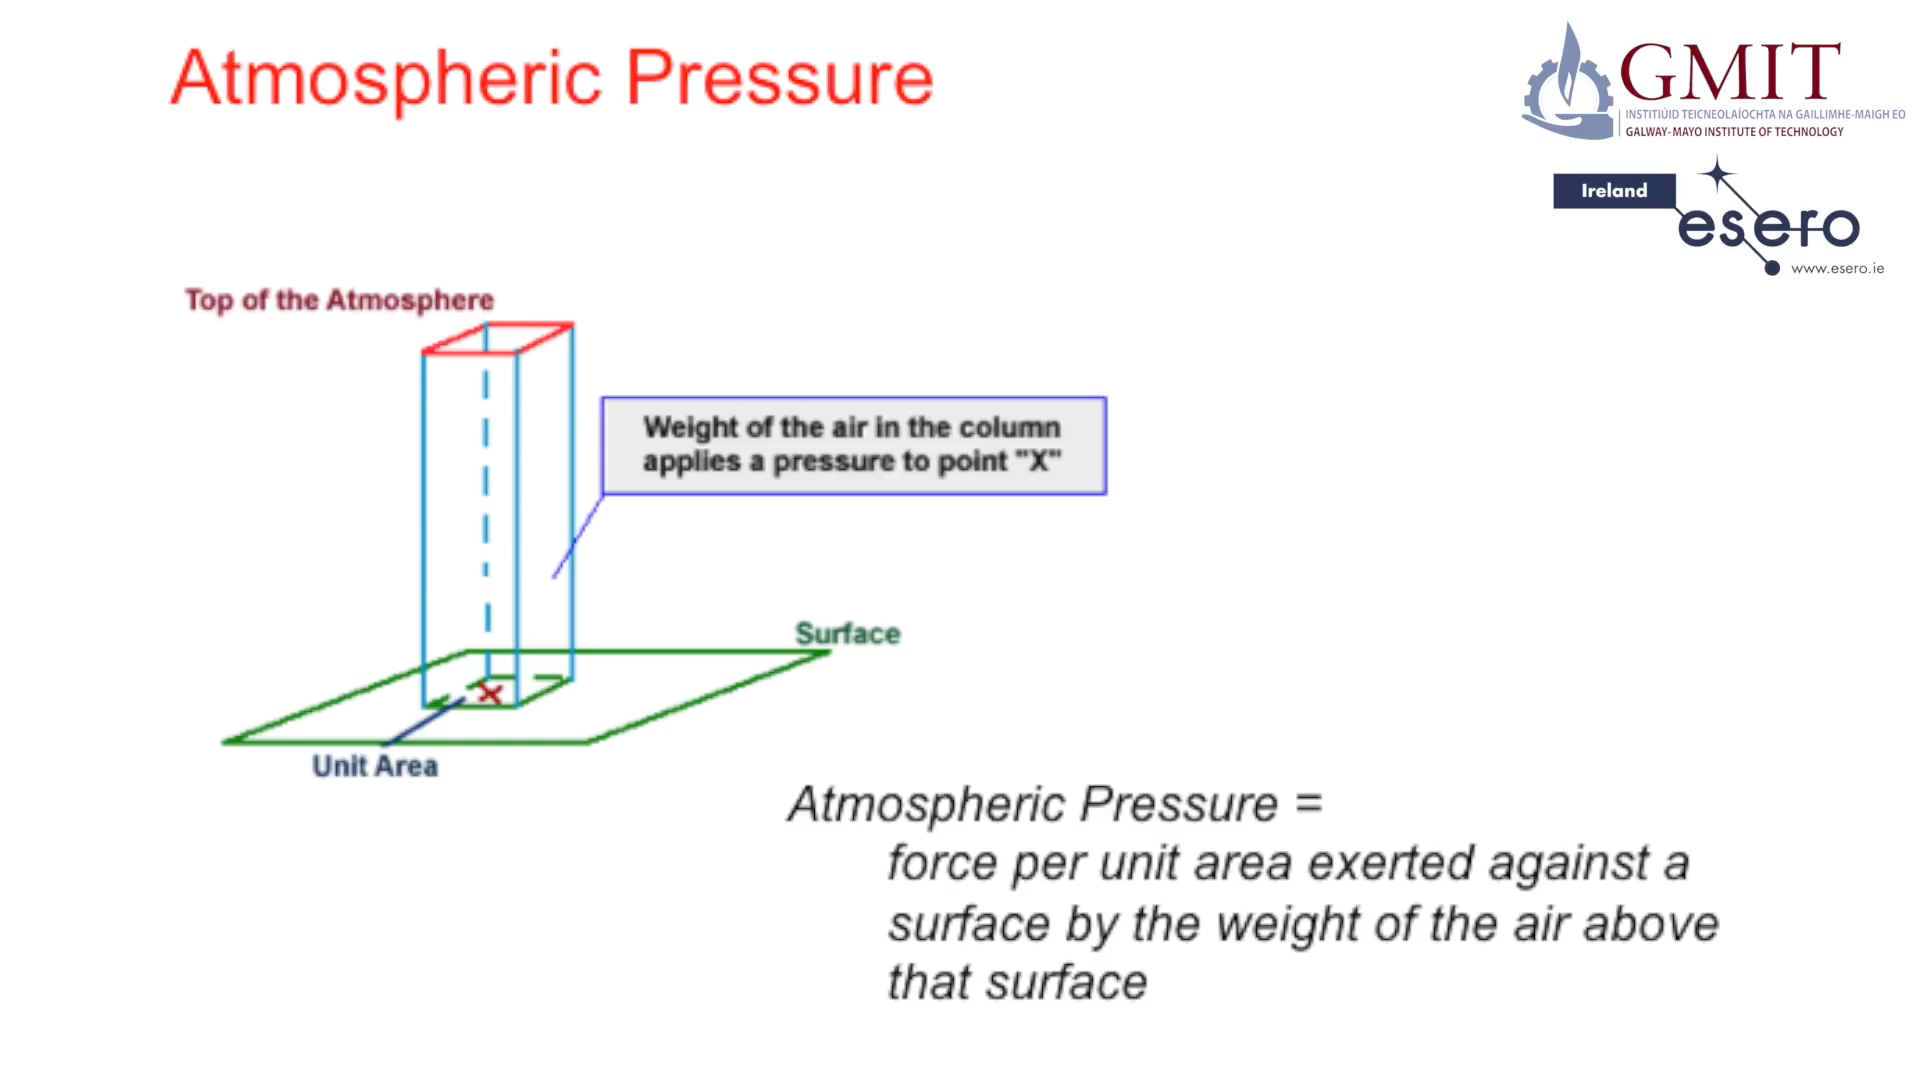 Atmospheric Pressure
GMIT
INSTITIÚID TEICNEOLAÍOCHTA NA GAILLIMHE-MAIGH EO
GALWAY-MAYO INSTITUTE OF TECHNOLOGY
Ireland
esero
www.esero.ie
Top of the Atmosphere
Weight of the air in the column
applies a pressure to point "X"
Surface
X
Unit Area
Atmospheric Pressure =
force per unit area exerted against a
surface by the weight of the air above
that surface